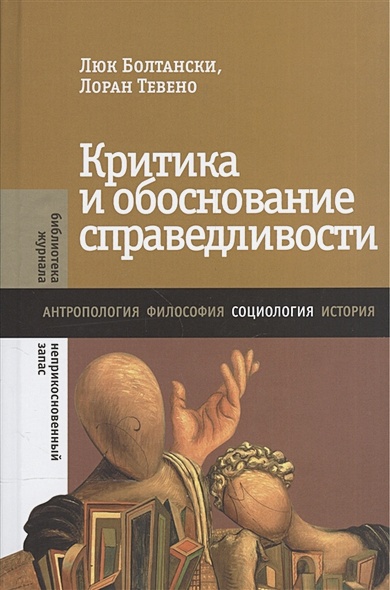 Люк Болтански,
Лоран Тевено
Критика
и обоснование
справедливости
библиотека
журнала
АНТРОПОЛОГИЯ ФИЛОСОФИЯ СОЦИОЛОГИЯ ИСТОРИЯ
неприкосновенный
запас